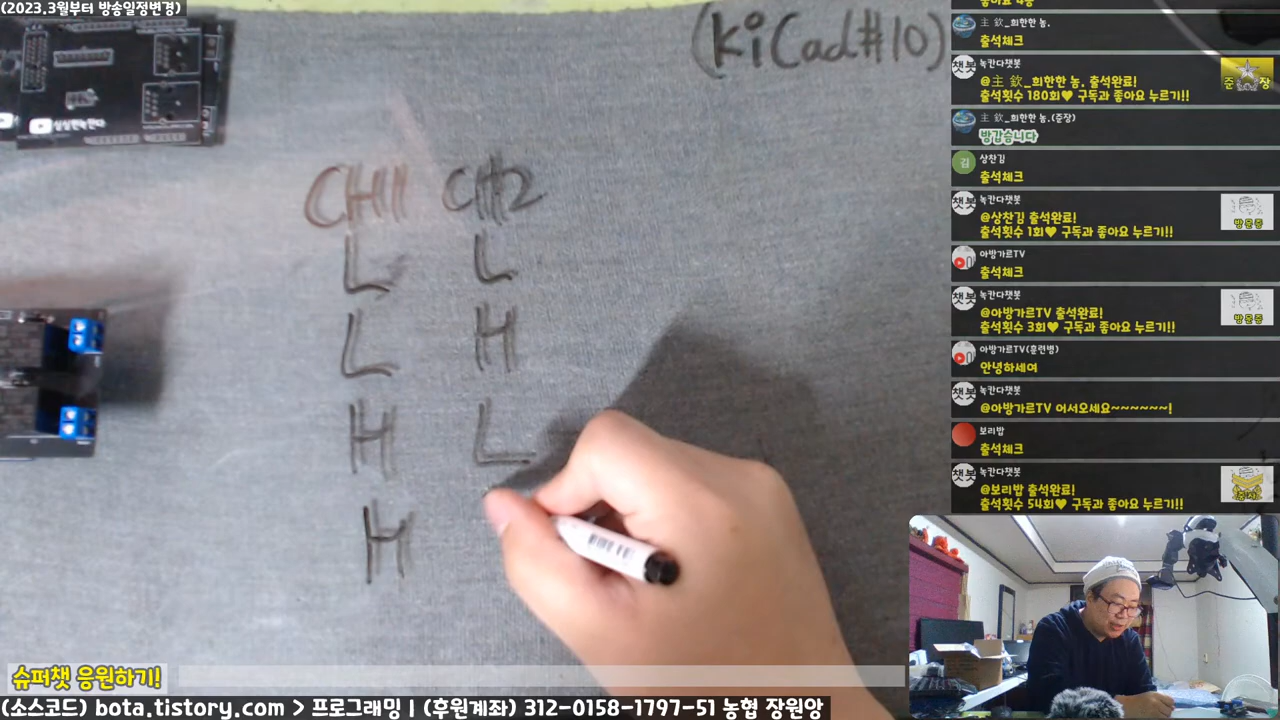 (2023.3월부터 방송일정변경)
(KiCad#10)
CH1 CH2
L L
L H
H L
H
主 欽_희한한 농.
출석체크
녹칸다챗봇
@主 欽_희한한 농. 출석완료!
출석횟수 180회♥ 구독과 좋아요 누르기!!
主 欽_희한한 농.(준장)
방갑습니다
상찬김
출석체크
녹칸다챗봇
@상찬김 출석완료!
출석횟수 1회♥ 구독과 좋아요 누르기!!
방문중
아방가르TV
출석체크
녹칸다챗봇
@아방가르TV 출석완료!
출석횟수 3회♥ 구독과 좋아요 누르기!!
방문중
아방가르TV(훈련병)
안녕하세여
녹칸다챗봇
@아방가르TV 어서오세요~~~~~~!
보리밥
출석체크
녹칸다챗봇
@보리밥 출석완료!
출석횟수 54회♥ 구독과 좋아요 누르기!!
슈퍼챗 응원하기!
(소스코드) bota.tistory.com > 프로그래밍 | (후원계좌) 312-0158-1797-51 농협 장원앙